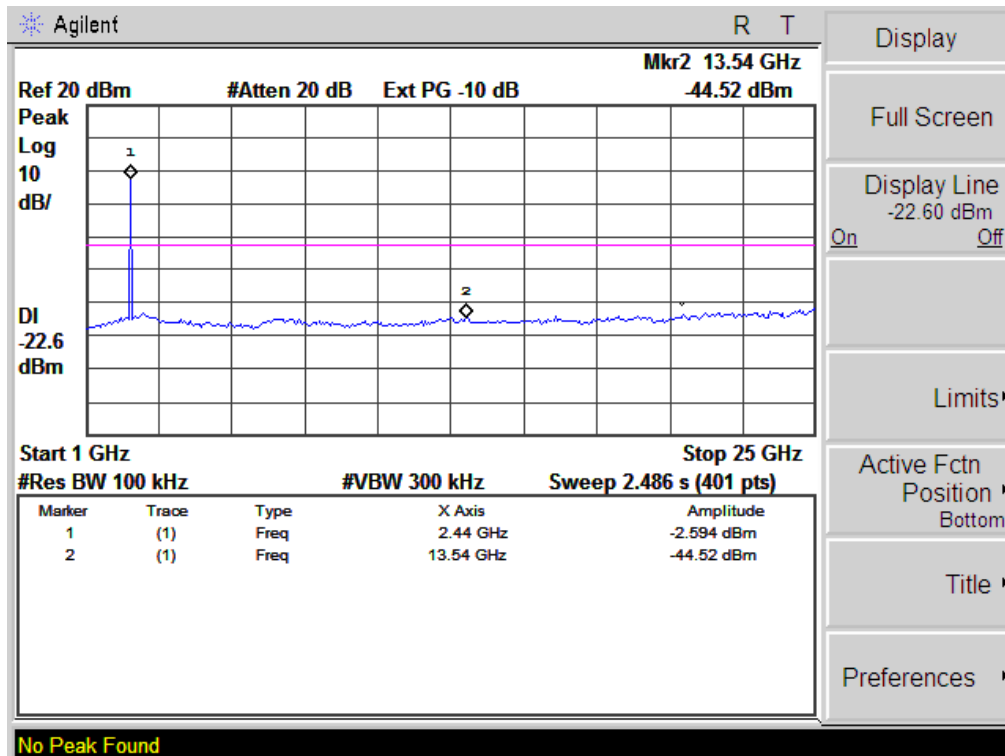 Agilent R T
Mkr2 13.54 GHz
Ref 20 dBm #Atten 20 dB Ext PG -10 dB -44.52 dBm
Peak
Log
10
dB/
1
2
DI
-22.6
dBm
Start 1 GHz Stop 25 GHz
#Res BW 100 kHz #VBW 300 kHz Sweep 2.486 s (401 pts)
Marker Trace Type X Axis Amplitude
1 (1) Freq 2.44 GHz -2.594 dBm
2 (1) Freq 13.54 GHz -44.52 dBm
No Peak Found
Display
Full Screen
Display Line
-22.60 dBm
On Off
Limits
Active Fctn
Position
Bottom
Title
Preferences